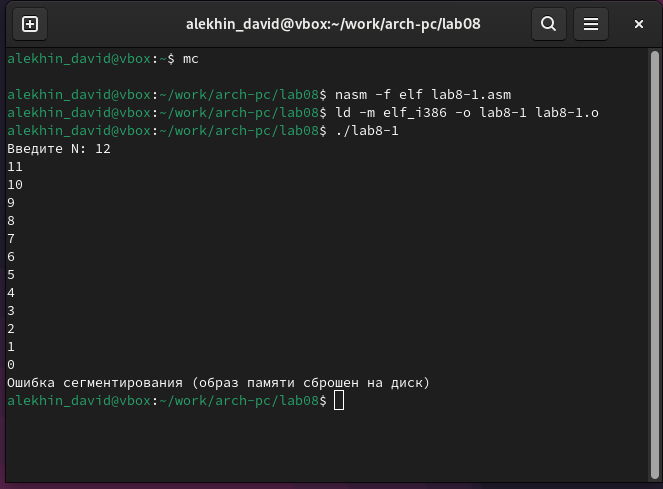 alekhin_david@vbox:~/work/arch-pc/lab08
alekhin_david@vbox:~$ mc
alekhin_david@vbox:~/work/arch-pc/lab08$ nasm -f elf lab8-1.asm
alekhin_david@vbox:~/work/arch-pc/lab08$ ld -m elf_i386 -o lab8-1 lab8-1.o
alekhin_david@vbox:~/work/arch-pc/lab08$ ./lab8-1
Введите N: 12
11
10
9
8
7
6
5
4
3
2
1
0
Ошибка сегментирования (образ памяти сброшен на диск)
alekhin_david@vbox:~/work/arch-pc/lab08$